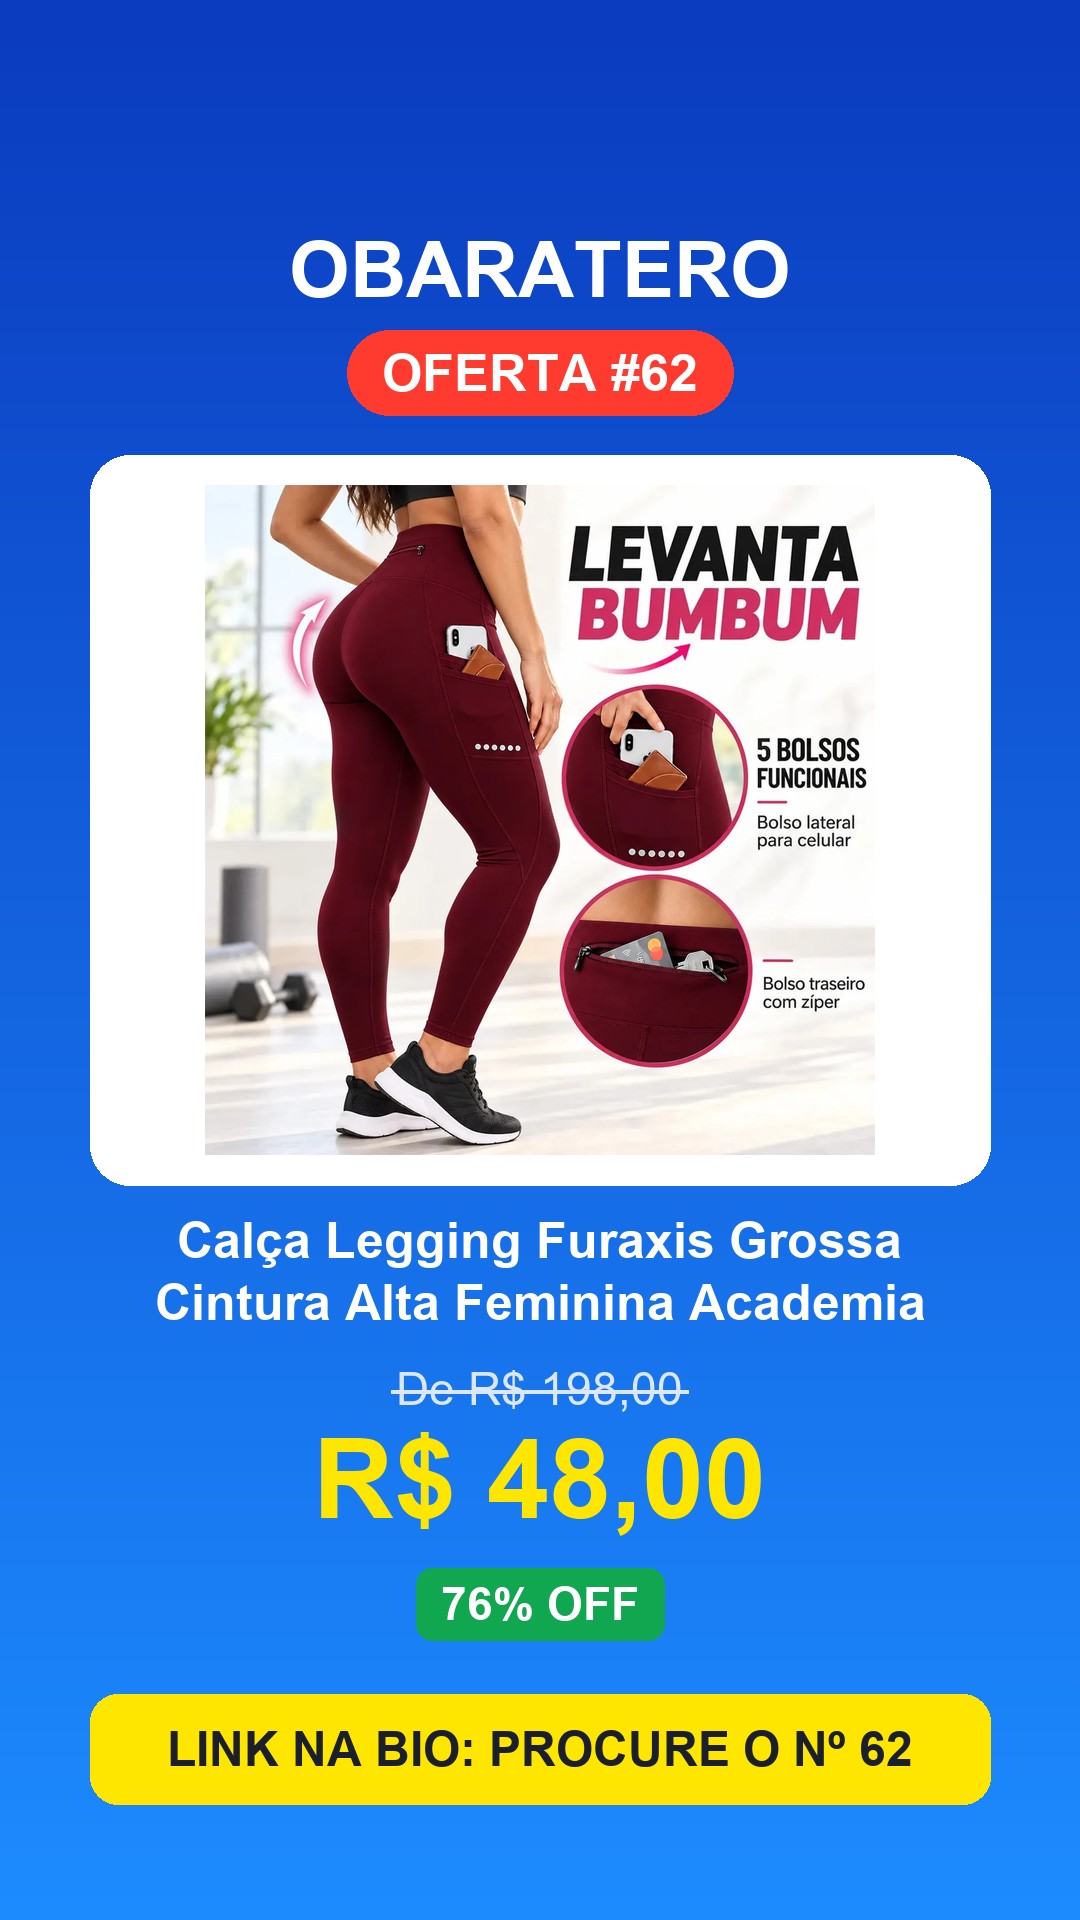 OBARATERO
OFERTA #62
LEVANTA
BUMBUM
5 BOLSOS
FUNCIONAIS
Bolso lateral
para celular
Bolso traseiro
com zíper
Calça Legging Furaxis Grossa
Cintura Alta Feminina Academia
De R$ 198,00
R$ 48,00
76% OFF
LINK NA BIO: PROCURE O Nº 62